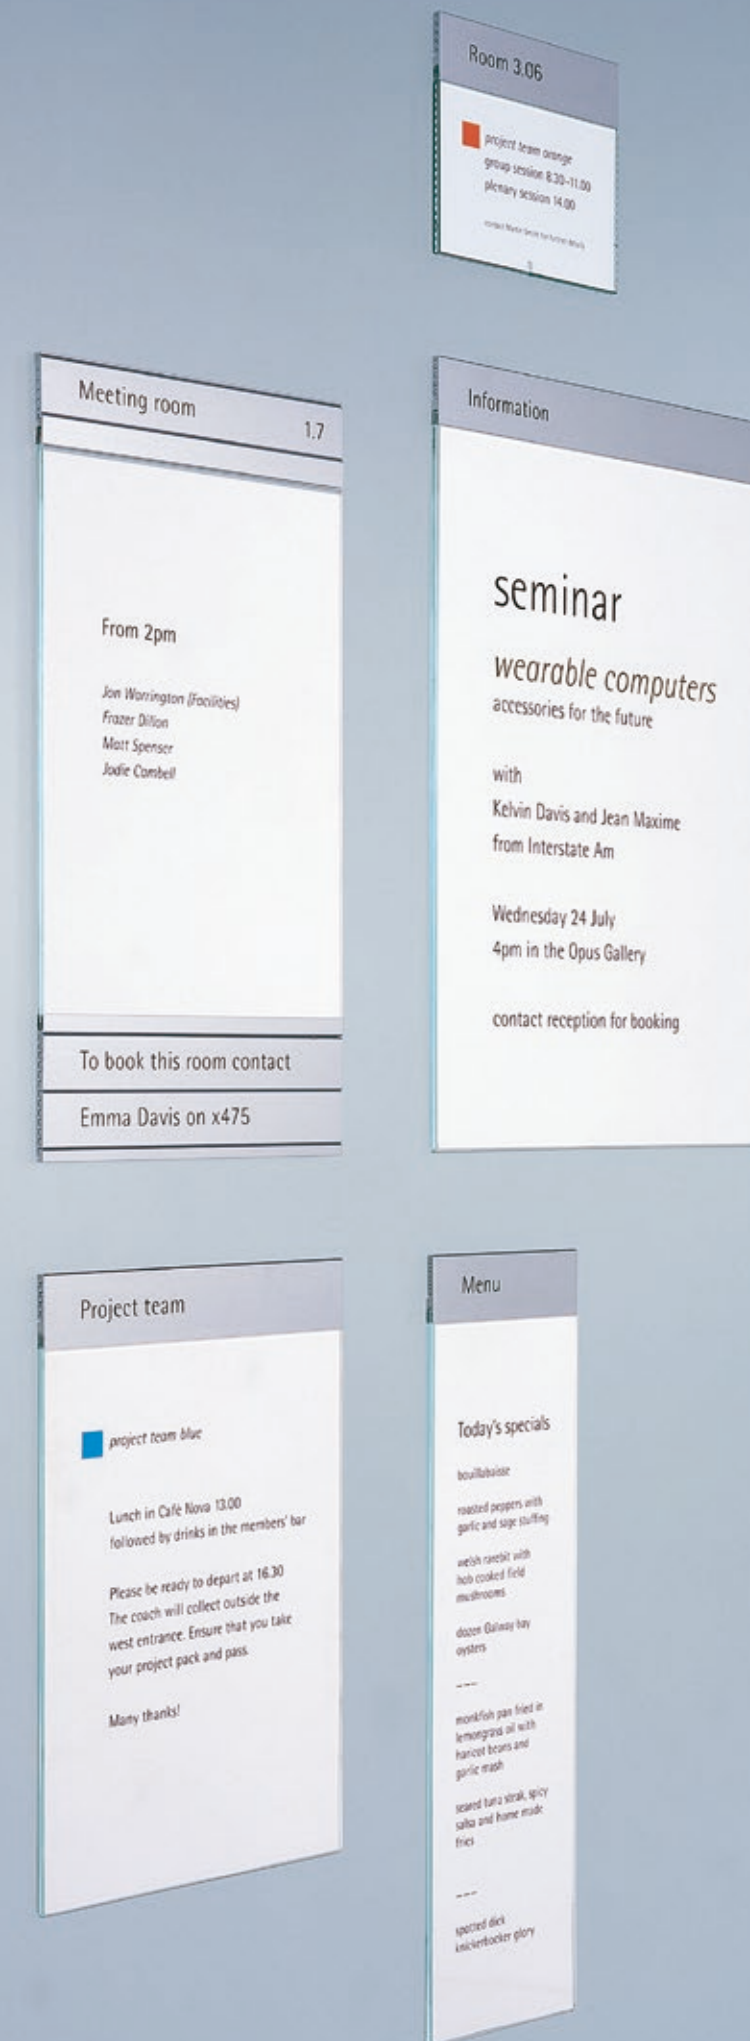 Room 3.06
project team orange
group session 8.30–11.00
plenary session 14.00
contact Martin Smith for further details
Meeting room
1.7
From 2pm
Jon Warrington (Facilities)
Frazer Dillon
Matt Spenser
Jodie Cambell
To book this room contact
Emma Davis on x475
Information
seminar
wearable computers
accessories for the future
with
Kelvin Davis and Jean Maxime
from Interstate Am
Wednesday 24 July
4pm in the Opus Gallery
contact reception for booking
Project team
project team blue
Lunch in Café Nova 13.00
followed by drinks in the members' bar
Please be ready to depart at 16.30
The coach will collect outside the
west entrance. Ensure that you take
your project pack and pass.
Many thanks!
Menu
Today's specials
bouillabaisse
roasted peppers with
garlic and sage stuffing
welsh rarebit with
hob cooked field
mushrooms
dozen Galway bay
oysters
---
monkfish pan fried in
lemongrass oil with
haricot beans and
garlic mash
seared tuna steak, spicy
salsa and home made
fries
---
spotted dick
knickerbocker glory